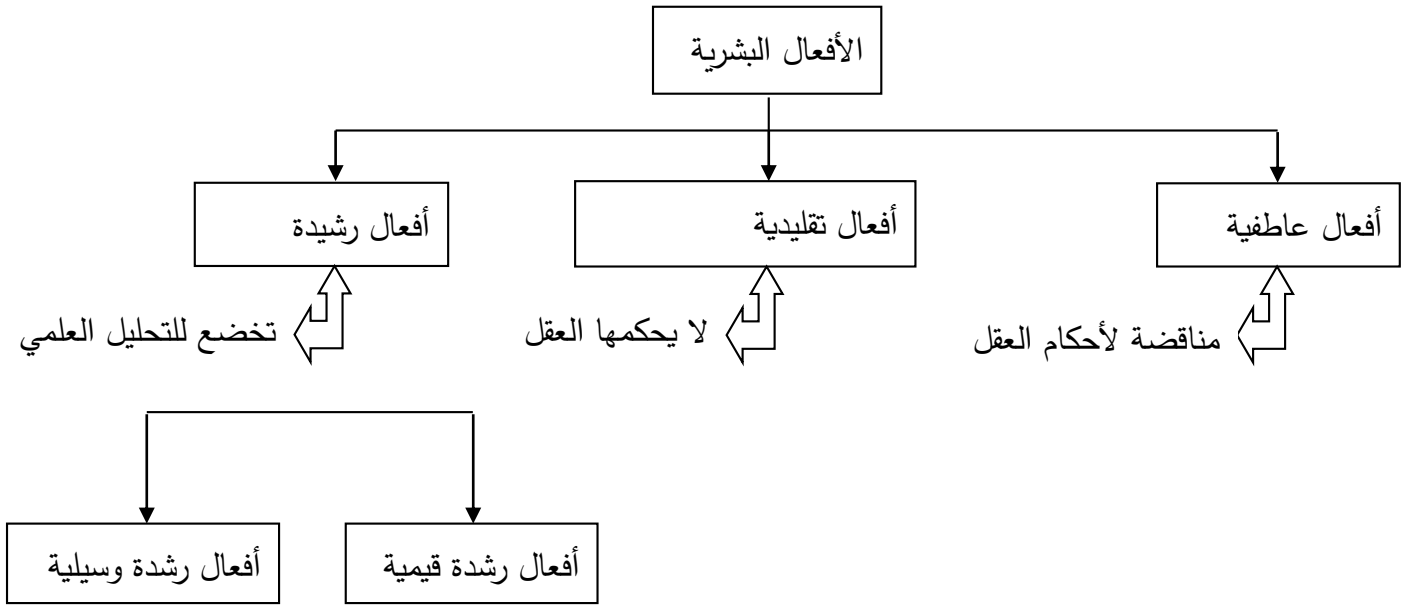 الأفعال البشرية
أفعال عاطفية
أفعال تقليدية
أفعال رشيدة
مناقضة لأحكام العقل
لا يحكمها العقل
تخضع للتحليل العلمي
أفعال رشدة قيمية
أفعال رشدة وسيلية